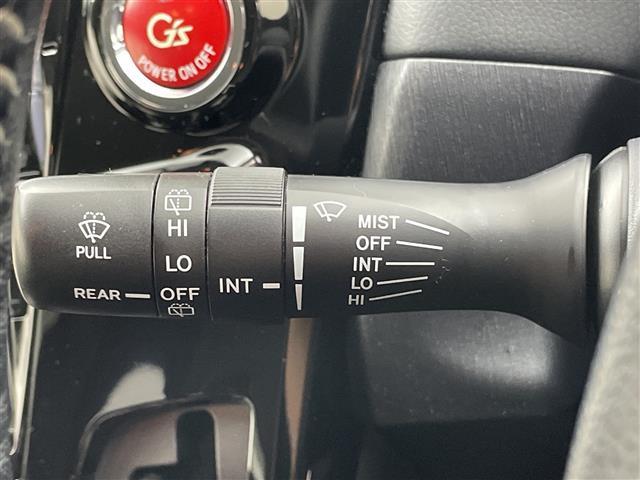 G's
POWER ON OFF
PULL
REAR
HI
LO
OFF
INT
MIST
OFF
INT
LO
HI